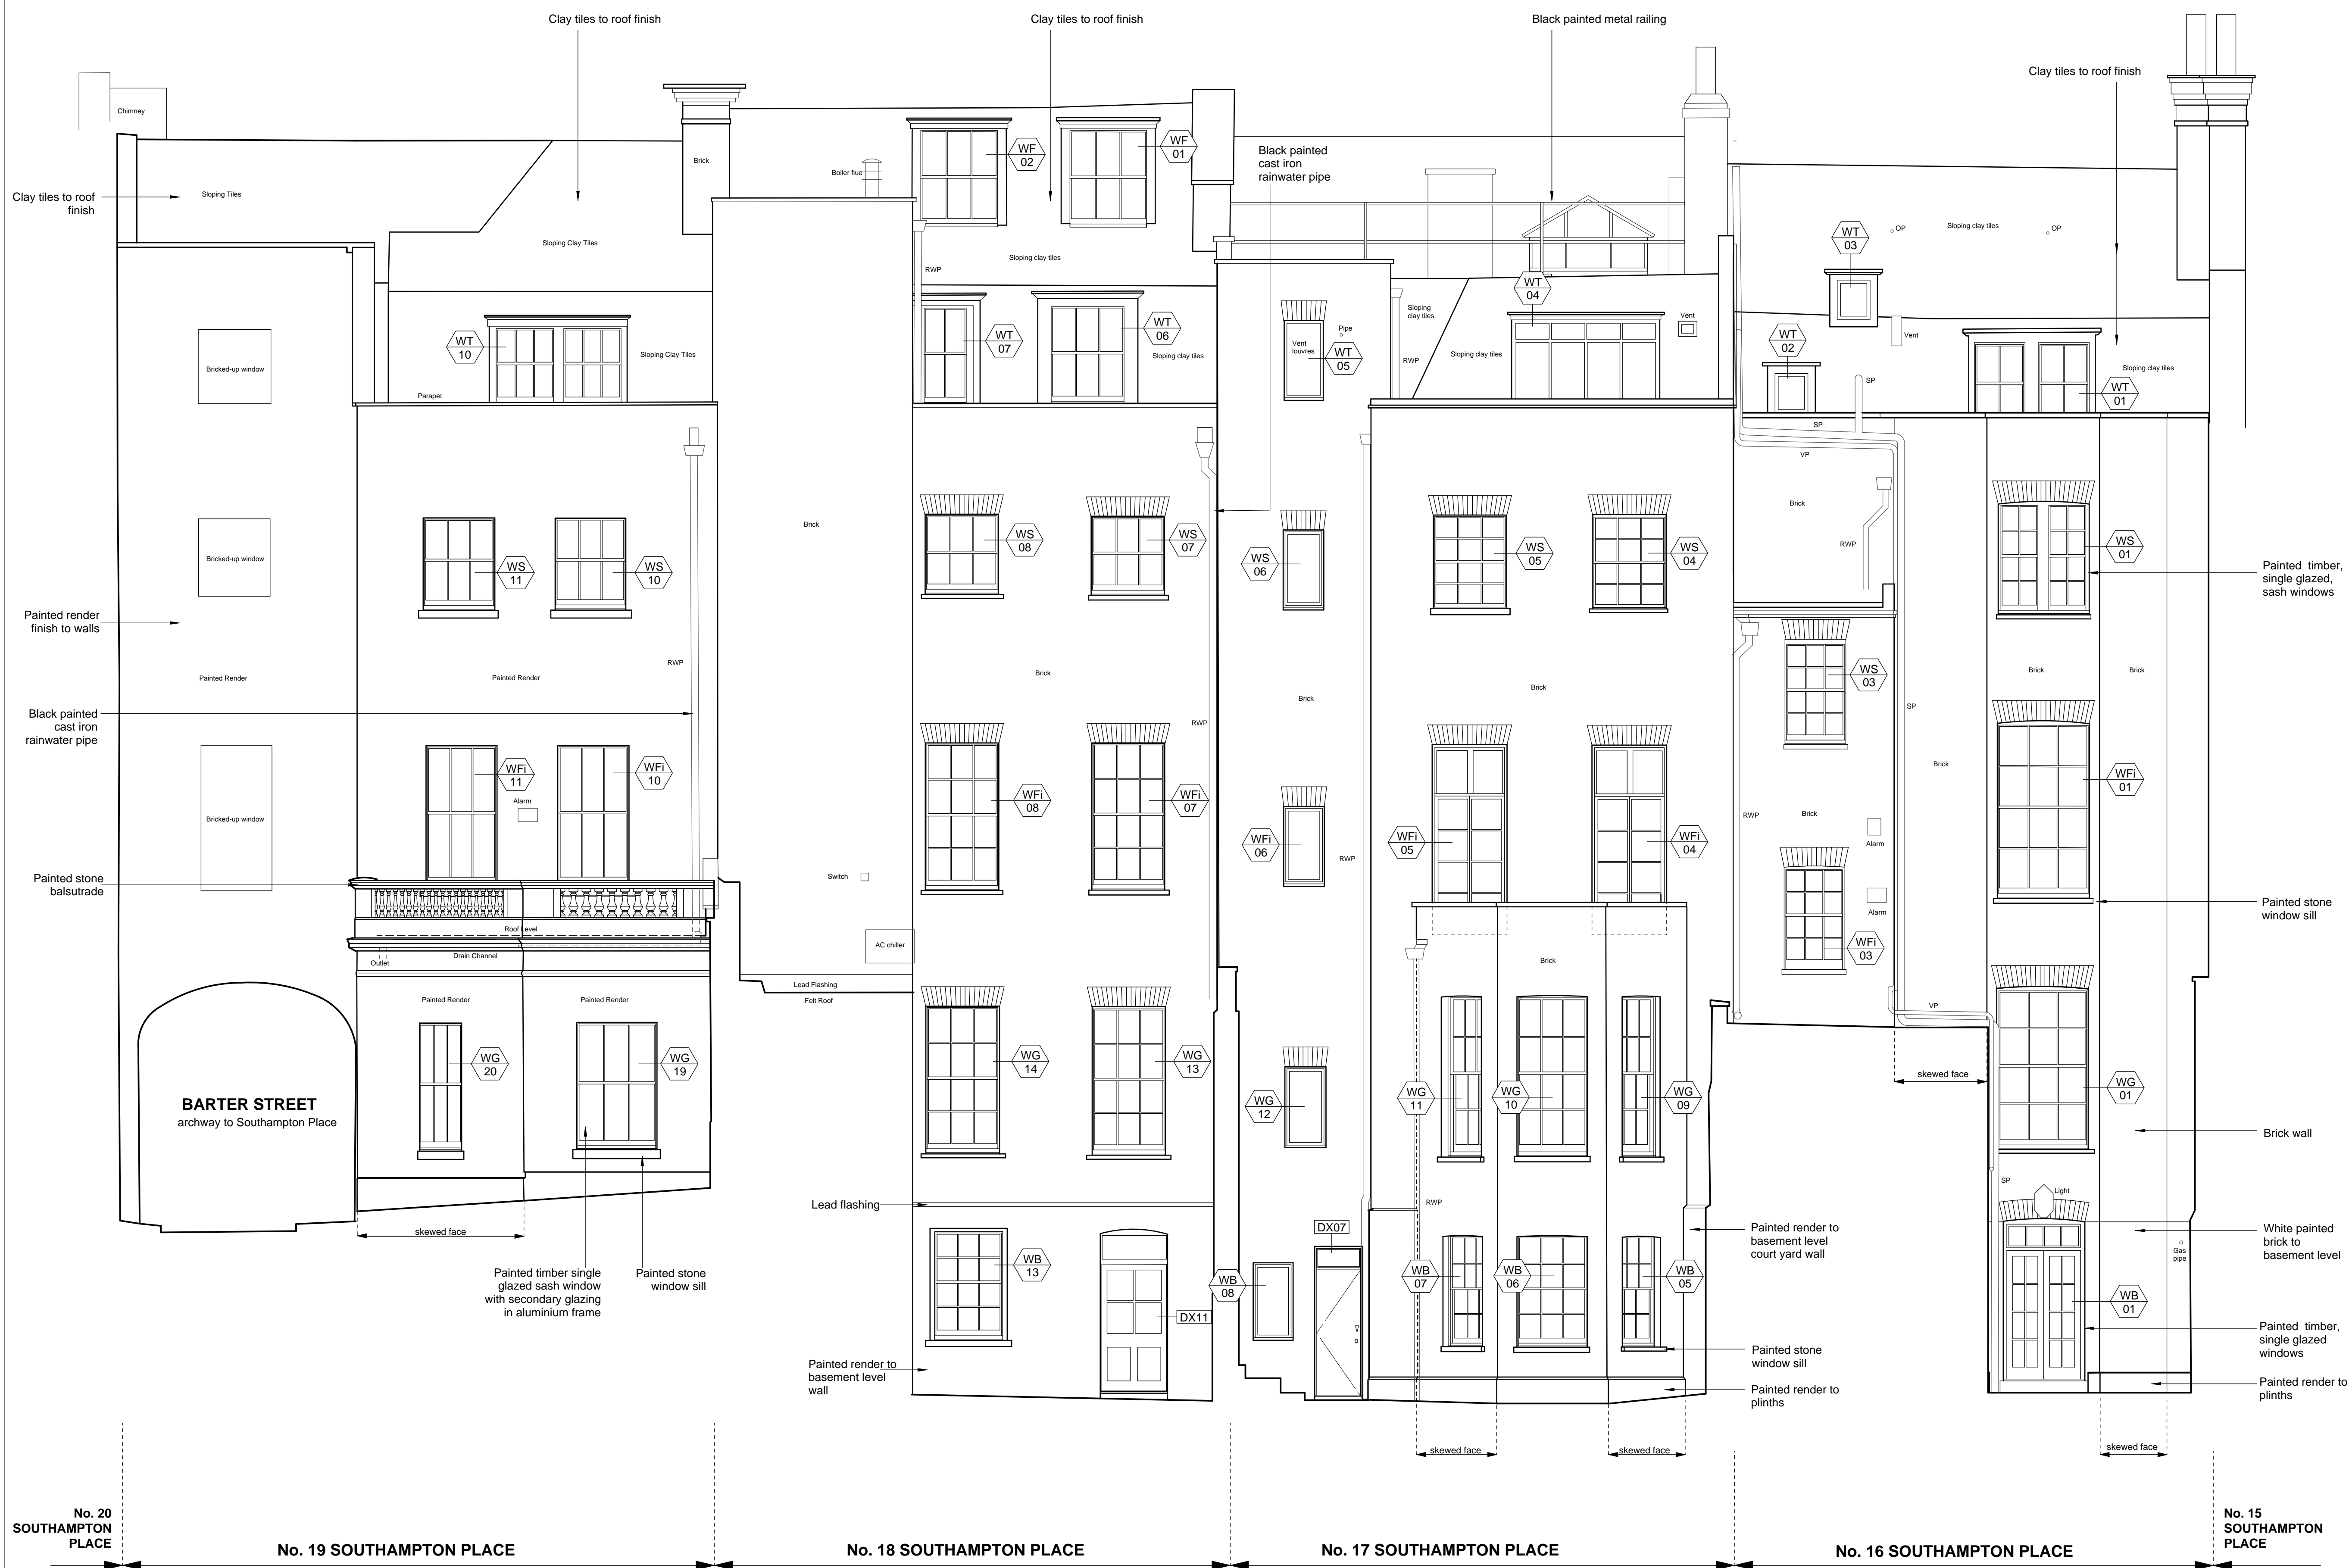 Clay tiles to roof finish
Clay tiles to roof finish
Black painted metal railing
Clay tiles to roof finish
Chimney
Brick
Boiler flue
WF
02
WF
01
Black painted
cast iron
rainwater pipe
Clay tiles to roof
finish
Sloping Tiles
Sloping Clay Tiles
RWP
Sloping clay tiles
WT
03
OP
Sloping clay tiles
OP
WT
04
Sloping
clay tiles
Vent
WT
10
Sloping Clay Tiles
WT
07
WT
06
Sloping clay tiles
Vent
louvres
Pipe
WT
05
RWP
Sloping clay tiles
WT
02
Vent
Sloping clay tiles
WT
01
Bricked-up window
Parapet
SP
SP
VP
Brick
Brick
RWP
Bricked-up window
WS
11
WS
10
WS
08
WS
07
WS
06
WS
05
WS
04
WS
01
Painted  timber,
single glazed,
sash windows
Painted render
finish to walls
RWP
Painted Render
Painted Render
Brick
Brick
Brick
WS
03
Brick
Brick
SP
Black painted
cast iron
rainwater pipe
RWP
Brick
WFi
11
WFi
10
Alarm
Bricked-up window
WFi
08
WFi
07
WFi
06
RWP
WFi
05
WFi
04
RWP
Brick
Alarm
WFi
01
Painted stone
balsutrade
Switch
Alarm
Painted stone
window sill
Roof Level
Outlet
Drain Channel
AC chiller
Brick
WFi
03
Lead Flashing
Felt Roof
Painted Render
Painted Render
VP
WG
20
WG
19
WG
14
WG
13
WG
12
WG
11
WG
10
WG
09
skewed face
WG
01
BARTER STREET
archway to Southampton Place
Brick wall
SP
Light
Lead flashing
RWP
DX07
Painted render to
basement level
court yard wall
White painted
brick to
basement level
Gas
pipe
skewed face
Painted timber single
glazed sash window
with secondary glazing
in aluminium frame
Painted stone
window sill
WB
13
WB
08
WB
07
WB
06
WB
05
WB
01
DX11
Painted  timber,
single glazed
windows
Painted render to
basement level
wall
Painted stone
window sill
Painted render to
plinths
Painted render to
plinths
skewed face
skewed face
skewed face
No. 20
SOUTHAMPTON
PLACE
No. 19 SOUTHAMPTON PLACE
No. 18 SOUTHAMPTON PLACE
No. 17 SOUTHAMPTON PLACE
No. 16 SOUTHAMPTON PLACE
No. 15
SOUTHAMPTON
PLACE